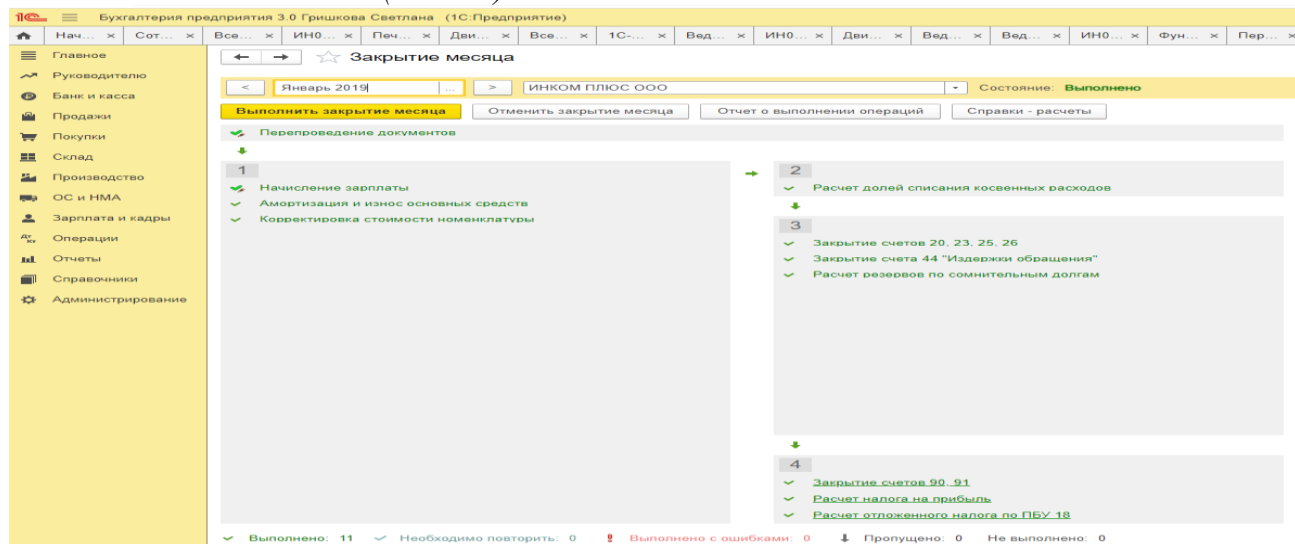 1С Бухгалтерия предприятия 3.0 Гришкова Светлана (1С:Предприятие)
Нач... × Сот... × Все... × ИН0... × Печ... × Дви... × Все... × 1С-... × Вед... × ИН0... × Дви... × Вед... × Вед... × ИН0... × Фун... × Пер... ×
Главное
Руководителю
Банк и касса
Продажи
Покупки
Склад
Производство
ОС и НМА
Зарплата и кадры
Операции
Отчеты
Справочники
Администрирование
Закрытие месяца
< Январь 2019 ... > ИНКОМ ПЛЮС ООО Состояние: Выполнено
Выполнить закрытие месяца Отменить закрытие месяца Отчет о выполнении операций Справки - расчеты
Перепроведение документов
1
Начисление зарплаты
Амортизация и износ основных средств
Корректировка стоимости номенклатуры
2
Расчет долей списания косвенных расходов
3
Закрытие счетов 20, 23, 25, 26
Закрытие счета 44 "Издержки обращения"
Расчет резервов по сомнительным долгам
4
Закрытие счетов 90, 91
Расчет налога на прибыль
Расчет отложенного налога по ПБУ 18
Выполнено: 11 Необходимо повторить: 0 Выполнено с ошибками: 0 Пропущено: 0 Не выполнено: 0